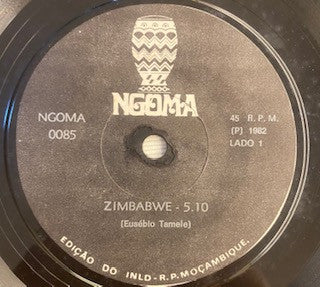 NGOMA
NGOMA
0085
45 R.P.M.
(P) 1982
LADO 1
ZIMBABWE - 5.10
(Eusébio Tamele)
EDIÇÃO DO INLD - R.P. MOÇAMBIQUE.